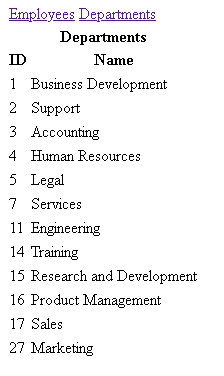 Employees Departments
Departments
ID Name
1 Business Development
2 Support
3 Accounting
4 Human Resources
5 Legal
7 Services
11 Engineering
14 Training
15 Research and Development
16 Product Management
17 Sales
27 Marketing